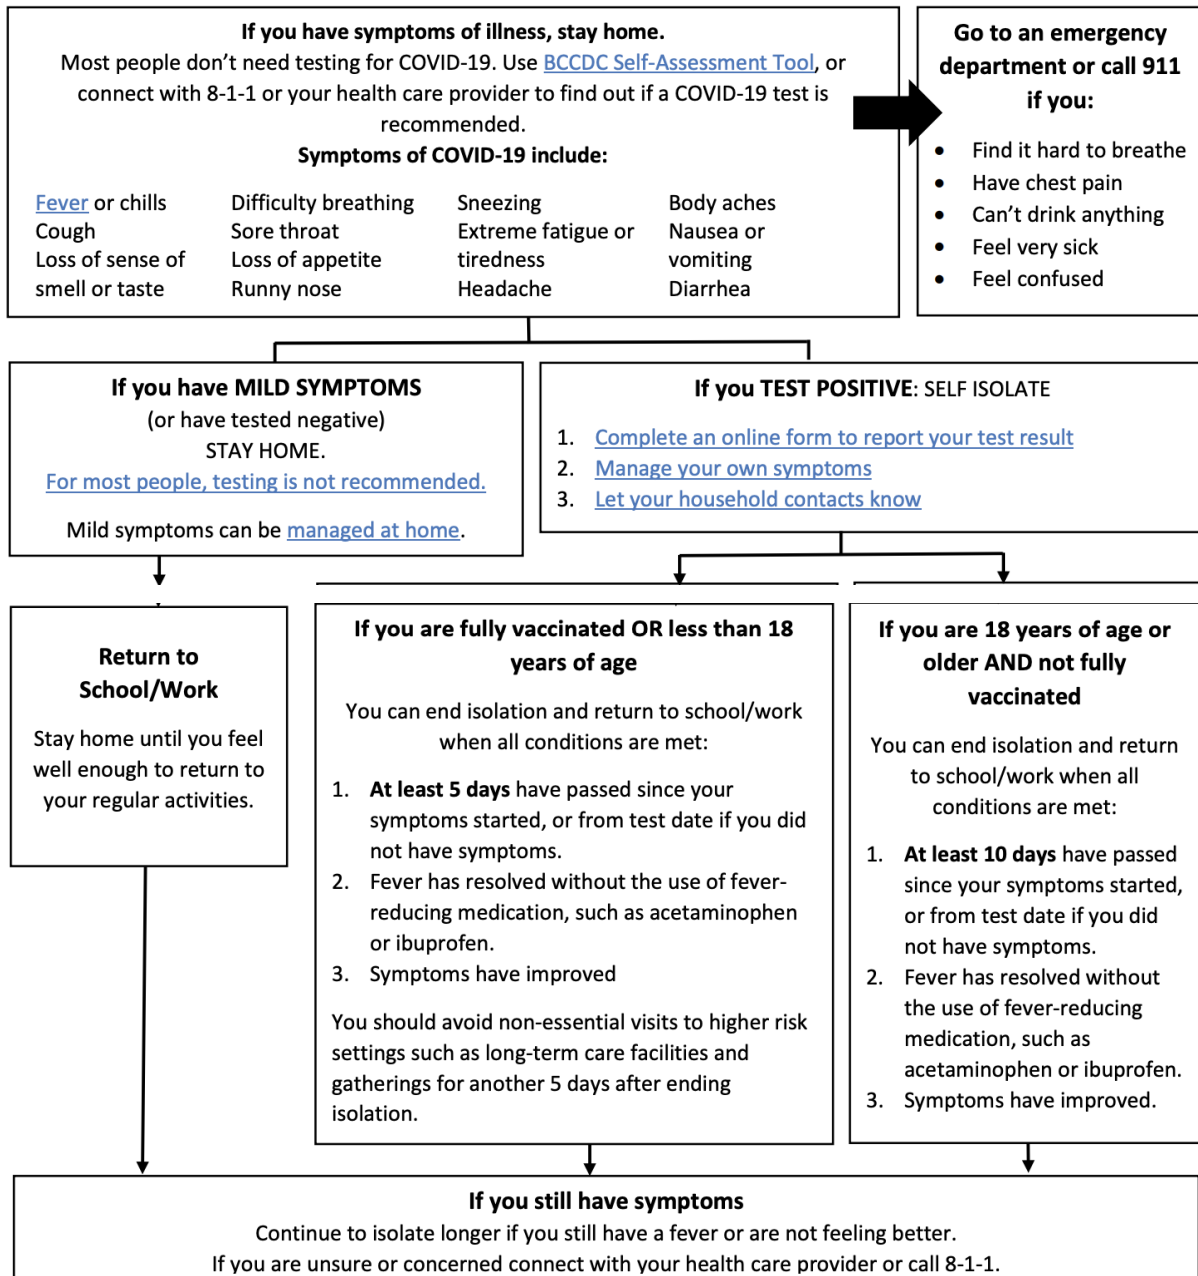 If you have symptoms of illness, stay home.
Most people don’t need testing for COVID-19. Use BCCDC Self-Assessment Tool, or
connect with 8-1-1 or your health care provider to find out if a COVID-19 test is
recommended.
Symptoms of COVID-19 include:
Fever or chills
Cough
Loss of sense of
smell or taste
Difficulty breathing
Sore throat
Loss of appetite
Runny nose
Sneezing
Extreme fatigue or
tiredness
Headache
Body aches
Nausea or
vomiting
Diarrhea
Go to an emergency
department or call 911
if you:
• Find it hard to breathe
• Have chest pain
• Can’t drink anything
• Feel very sick
• Feel confused
If you have MILD SYMPTOMS
(or have tested negative)
STAY HOME.
For most people, testing is not recommended.
Mild symptoms can be managed at home.
If you TEST POSITIVE: SELF ISOLATE
1. Complete an online form to report your test result
2. Manage your own symptoms
3. Let your household contacts know
Return to
School/Work
Stay home until you feel
well enough to return to
your regular activities.
If you are fully vaccinated OR less than 18
years of age
You can end isolation and return to school/work
when all conditions are met:
1. At least 5 days have passed since your
symptoms started, or from test date if you did
not have symptoms.
2. Fever has resolved without the use of fever-
reducing medication, such as acetaminophen
or ibuprofen.
3. Symptoms have improved
You should avoid non-essential visits to higher risk
settings such as long-term care facilities and
gatherings for another 5 days after ending
isolation.
If you are 18 years of age or
older AND not fully
vaccinated
You can end isolation and return
to school/work when all
conditions are met:
1. At least 10 days have passed
since your symptoms started,
or from test date if you did
not have symptoms.
2. Fever has resolved without
the use of fever-reducing
medication, such as
acetaminophen or ibuprofen.
3. Symptoms have improved.
If you still have symptoms
Continue to isolate longer if you still have a fever or are not feeling better.
If you are unsure or concerned connect with your health care provider or call 8-1-1.